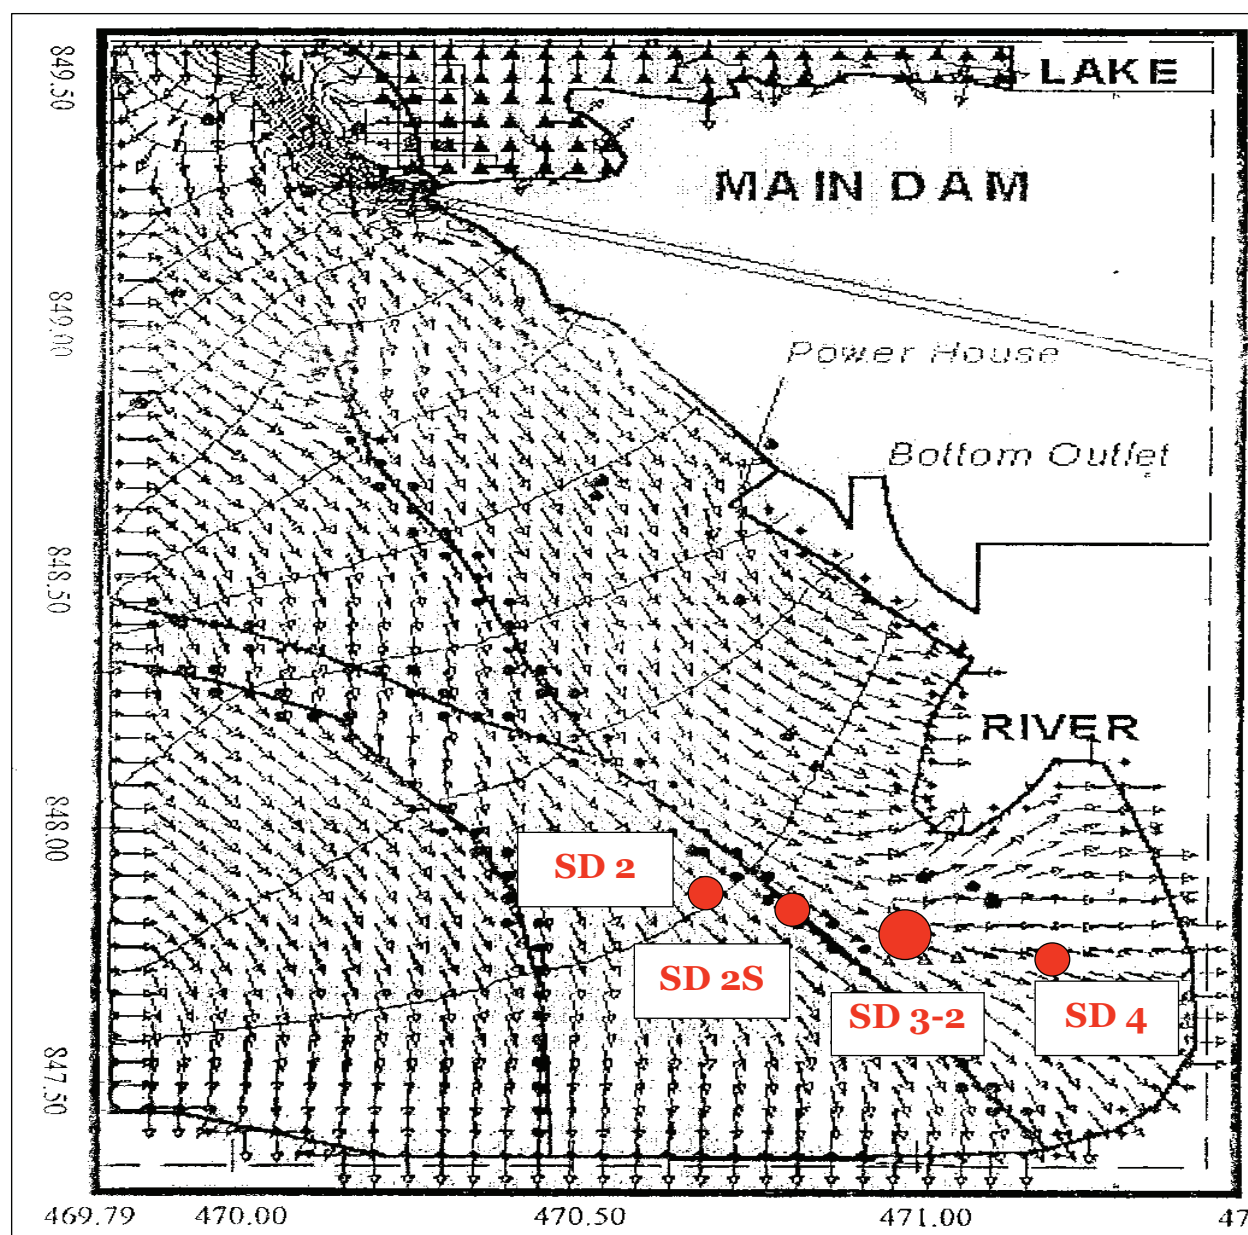 849.50
LAKE
MAIN DAM
849.00
Power House
Bottom Outlet
848.50
RIVER
848.00
SD 2
SD 2S
SD 3-2
SD 4
847.50
469.79 470.00 470.50 471.00 47